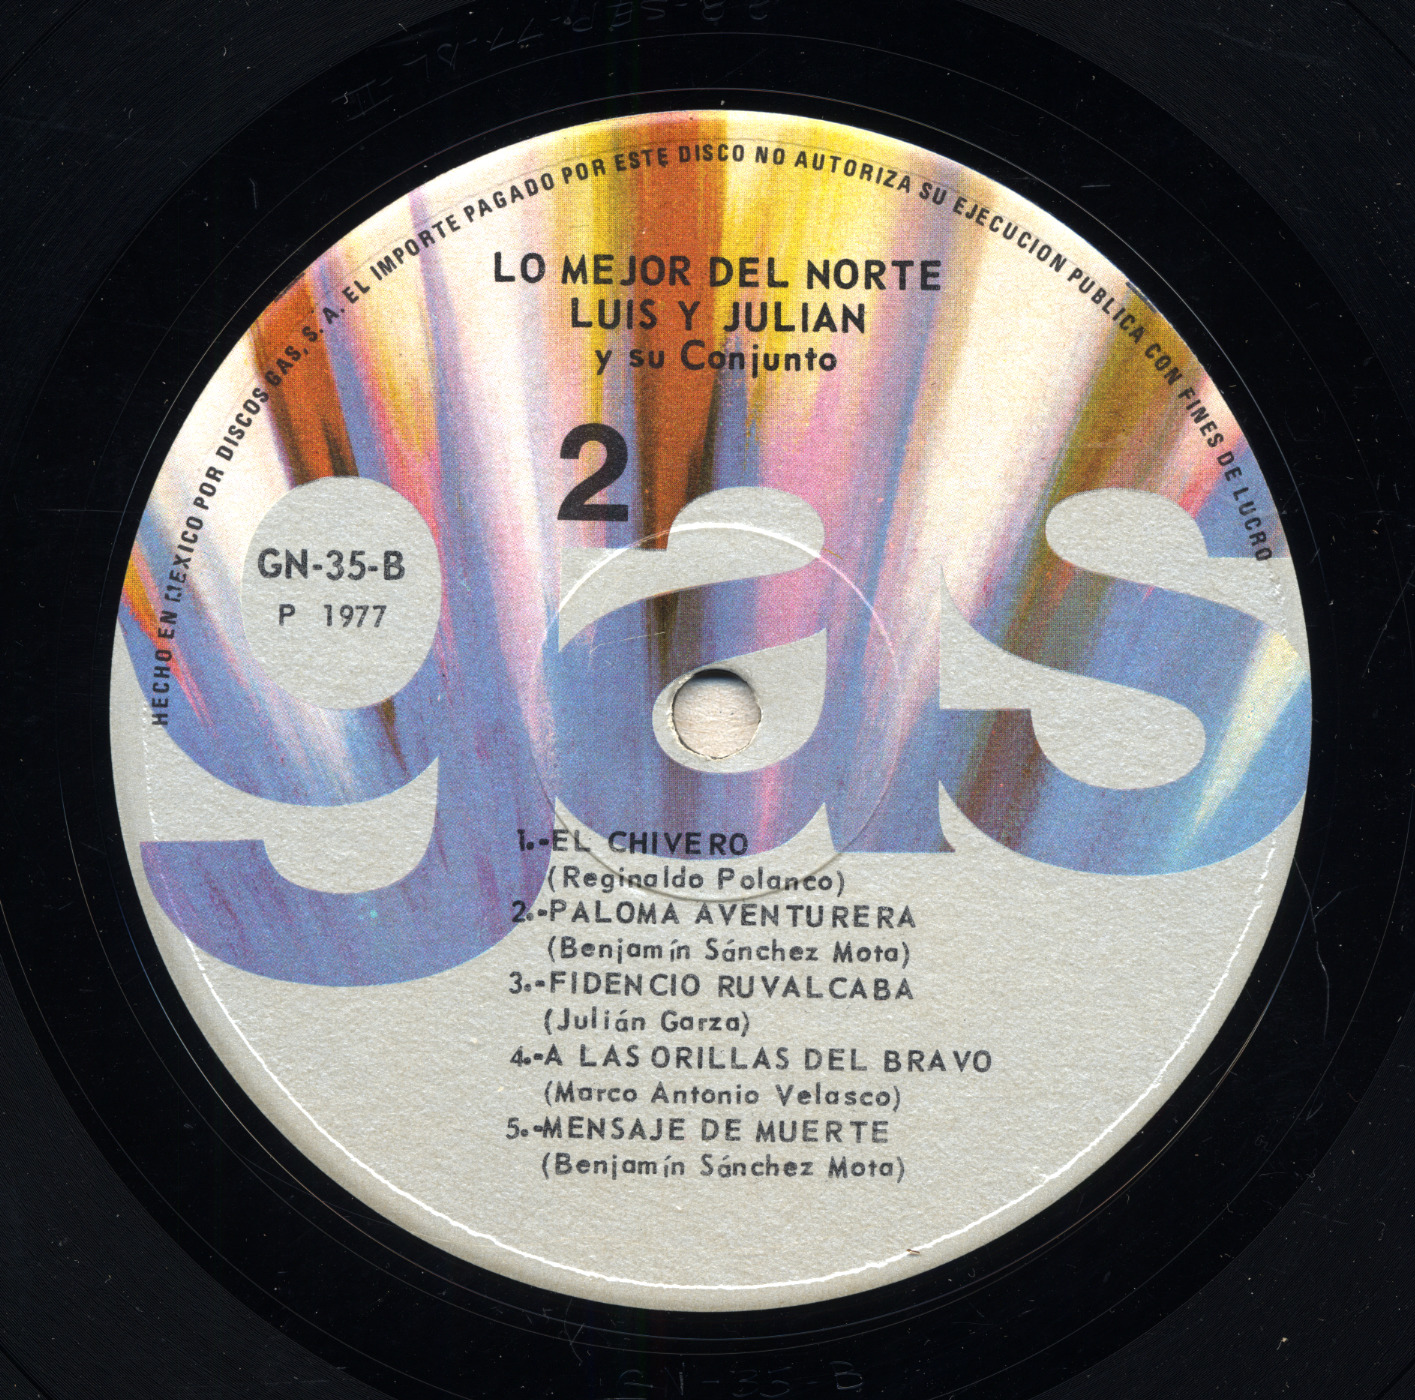 HECHO EN MEXICO POR DISCOS GAS, S. A. EL IMPORTE PAGADO POR ESTE DISCO NO AUTORIZA SU EJECUCION PUBLICA CON FINES DE LUCRO
LO MEJOR DEL NORTE
LUIS Y JULIAN
y su Conjunto
2
gas
GN-35-B
P 1977
1.-EL CHIVERO
(Reginaldo Polanco)
2.-PALOMA AVENTURERA
(Benjamín Sánchez Mota)
3.-FIDENCIO RUVALCABA
(Julián Garza)
4.-A LAS ORILLAS DEL BRAVO
(Marco Antonio Velasco)
5.-MENSAJE DE MUERTE
(Benjamín Sánchez Mota)
GN-35-B